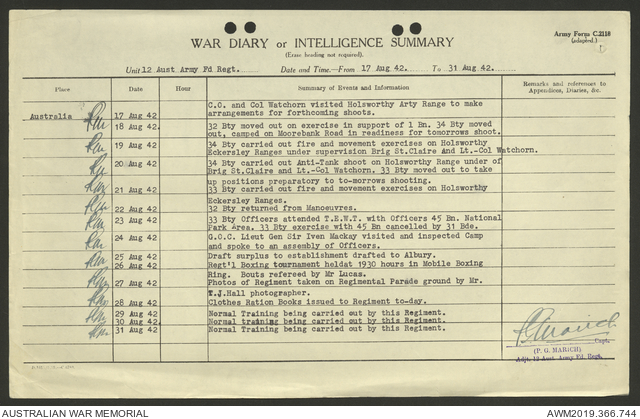 WAR DIARY or INTELLIGENCE SUMMARY
(Erase heading not required).
Army Form C.2118
(adapted.)
Unit 12 Aust Army Fd Regt. Date and Time.—From 17 Aug 42. To 31 Aug 42.
Place Date Hour Summary of Events and Information Remarks and references to Appendices, Diaries, &c.
C.O. and Col Watchorn visited Holsworthy Arty Range to make
Australia 17 Aug 42 arrangements for forthcoming shoots.
18 Aug 42 32 Bty moved out on exercise in support of 1 Bn. 34 Bty moved
out, camped on Moorebank Road in readiness for tomorrows shoot.
19 Aug 42 34 Bty carried out fire and movement exercises on Holsworthy
Eckersley Ranges under supervision Brig St.Claire And Lt.-Col Watchorn.
20 Aug 42 34 Bty carried out Anti-Tank shoot on Holsworthy Range under of
Brig St.Claire and Lt.-Col Watchorn. 33 Bty moved out to take
up positions preparatory to to-morrows shooting.
21 Aug 42 33 Bty carried out fire and movement exercises on Holsworthy
Eckersley Ranges.
22 Aug 42 32 Bty returned from Manoeuvres.
23 Aug 42 33 Bty Officers attended T.E.W.T. with Officers 45 Bn. National
Park Area. 33 Bty exercise with 45 Bn cancelled by 31 Bde.
24 Aug 42 G.O.C. Lieut Gen Sir Iven Mackay visited and inspected Camp
and spoke to an assembly of Officers.
25 Aug 42 Draft surplus to establishment drafted to Albury.
26 Aug 42 Regt'l Boxing tournament heldat 1930 hours in Mobile Boxing
Ring. Bouts refereed by Mr Lucas.
27 Aug 42 Photos of Regiment taken on Regimental Parade ground by Mr.
T.J.Hall photographer.
28 Aug 42 Clothes Ration Books issued to Regiment to-day.
29 Aug 42 Normal Training being carried out by this Regiment.
30 Aug 42 Normal training being carried out by this Regiment.
31 Aug 42 Normal Training being carried out by this Regiment.
Capt.
(P. G. MARICH)
Adjt. 12 Aust. Army Fd. Regt.
AUSTRALIAN WAR MEMORIAL AWM2019.366.744